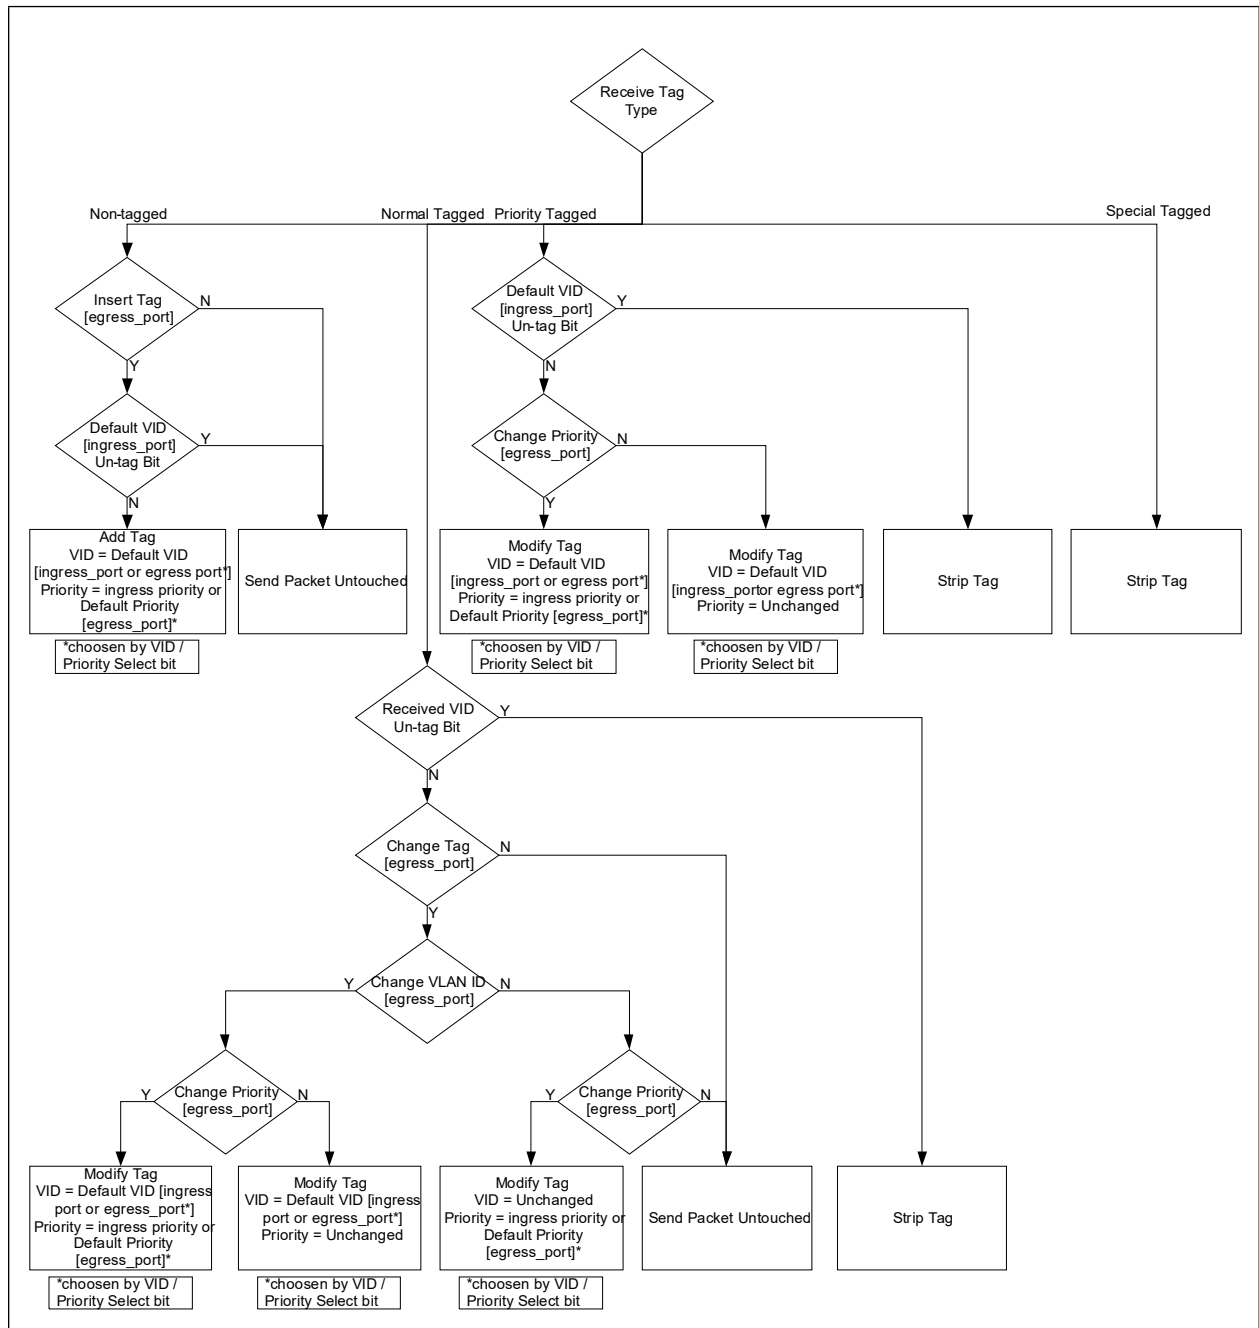 Receive Tag
Type
Non-tagged
Normal Tagged
Priority Tagged
Special Tagged
Insert Tag
[egress_port]
N
Y
Default VID
[ingress_port]
Un-tag Bit
Y
N
Default VID
[ingress_port]
Un-tag Bit
Y
N
Change Priority
[egress_port]
N
Y
Add Tag
VID = Default VID
[ingress_port or egress port*]
Priority = ingress priority or
Default Priority
[egress_port]*
*choosen by VID /
Priority Select bit
Send Packet Untouched
Modify Tag
VID = Default VID
[ingress_port or egress port*]
Priority = ingress priority or
Default Priority [egress_port]*
*choosen by VID /
Priority Select bit
Modify Tag
VID = Default VID
[ingress_portor egress port*]
Priority = Unchanged
*choosen by VID /
Priority Select bit
Strip Tag
Strip Tag
Received VID
Un-tag Bit
Y
N
Change Tag
[egress_port]
N
Y
Change VLAN ID
[egress_port]
Y
N
Change Priority
[egress_port]
Y
N
Change Priority
[egress_port]
Y
N
Modify Tag
VID = Default VID [ingress
port or egress_port*]
Priority = ingress priority or
Default Priority
[egress_port]*
*choosen by VID /
Priority Select bit
Modify Tag
VID = Default VID [ingress
port or egress_port*]
Priority = Unchanged
*choosen by VID /
Priority Select bit
Modify Tag
VID = Unchanged
Priority = ingress priority or
Default Priority
[egress_port]*
*choosen by VID /
Priority Select bit
Send Packet Untouched
Strip Tag